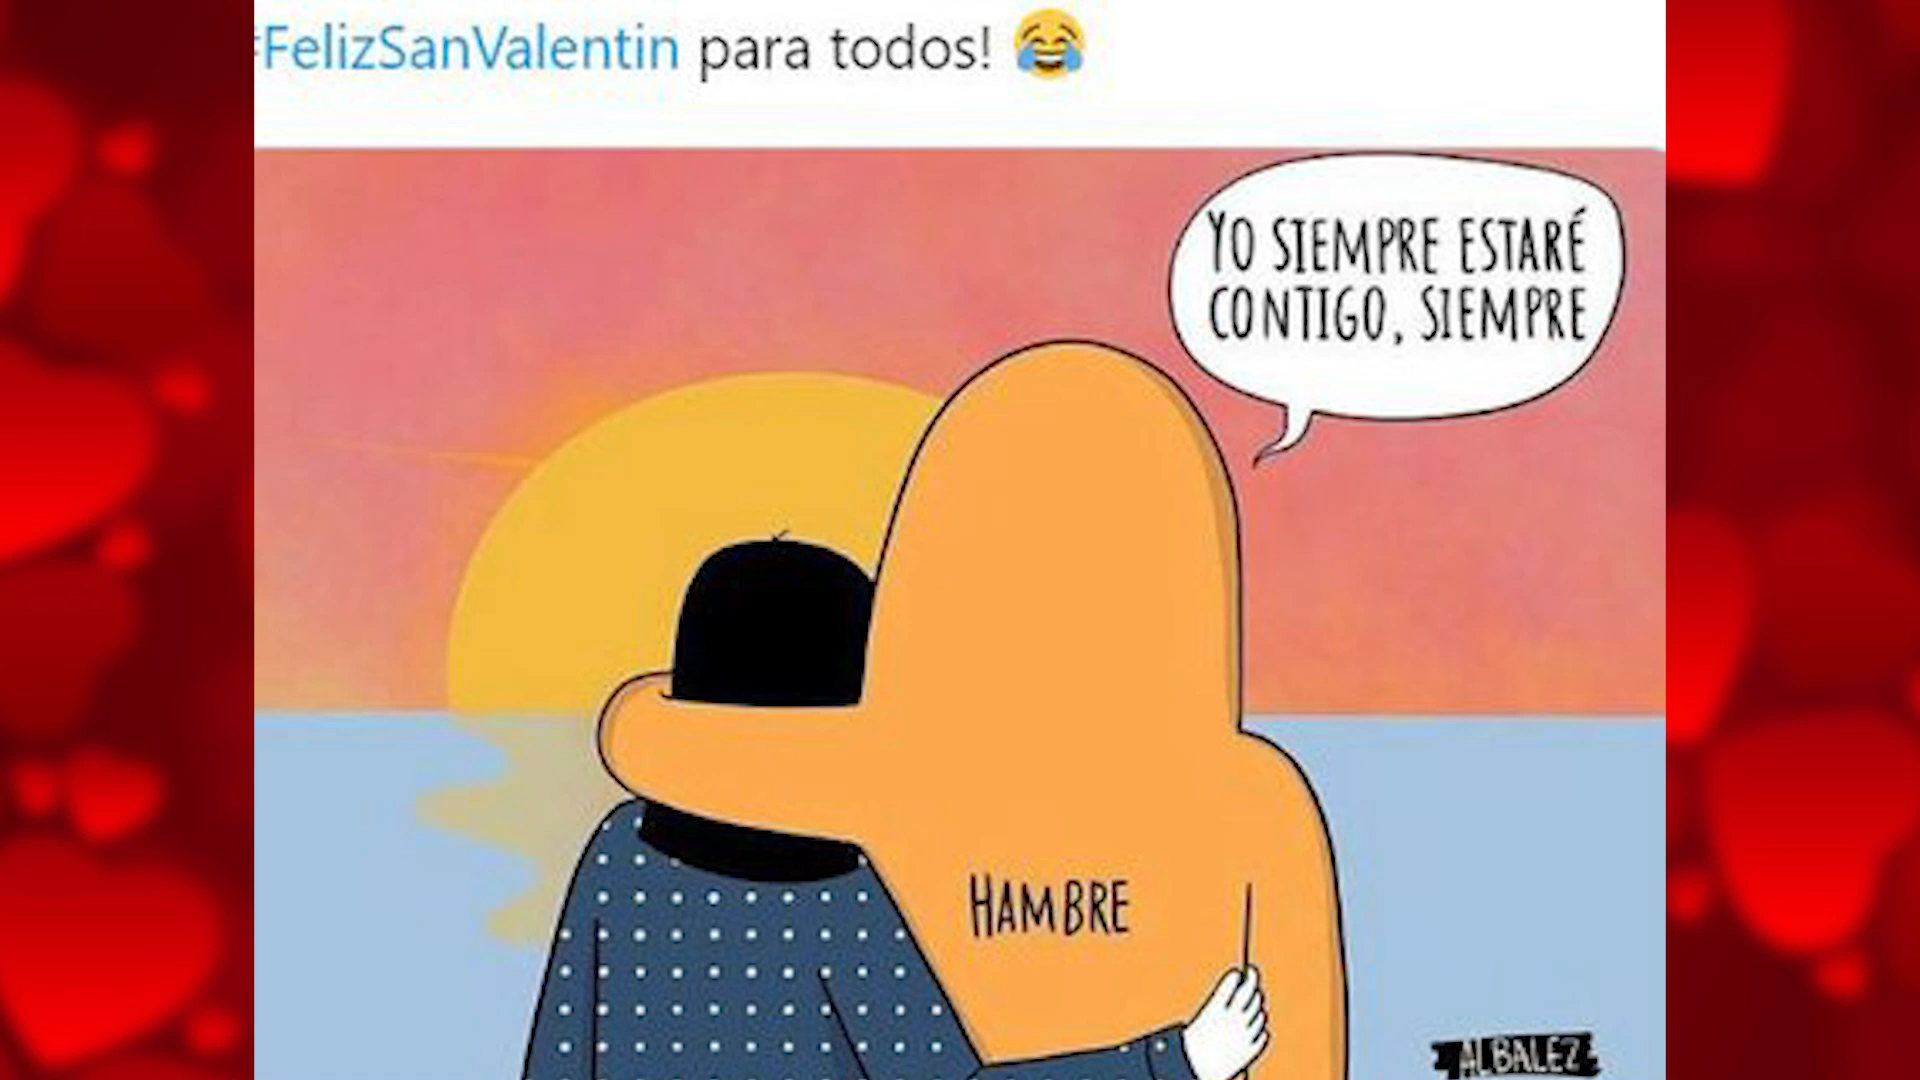 #FelizSanValentin para todos! 😂
YO SIEMPRE ESTARÉ
CONTIGO, SIEMPRE
HAMBRE
ALBALEZ